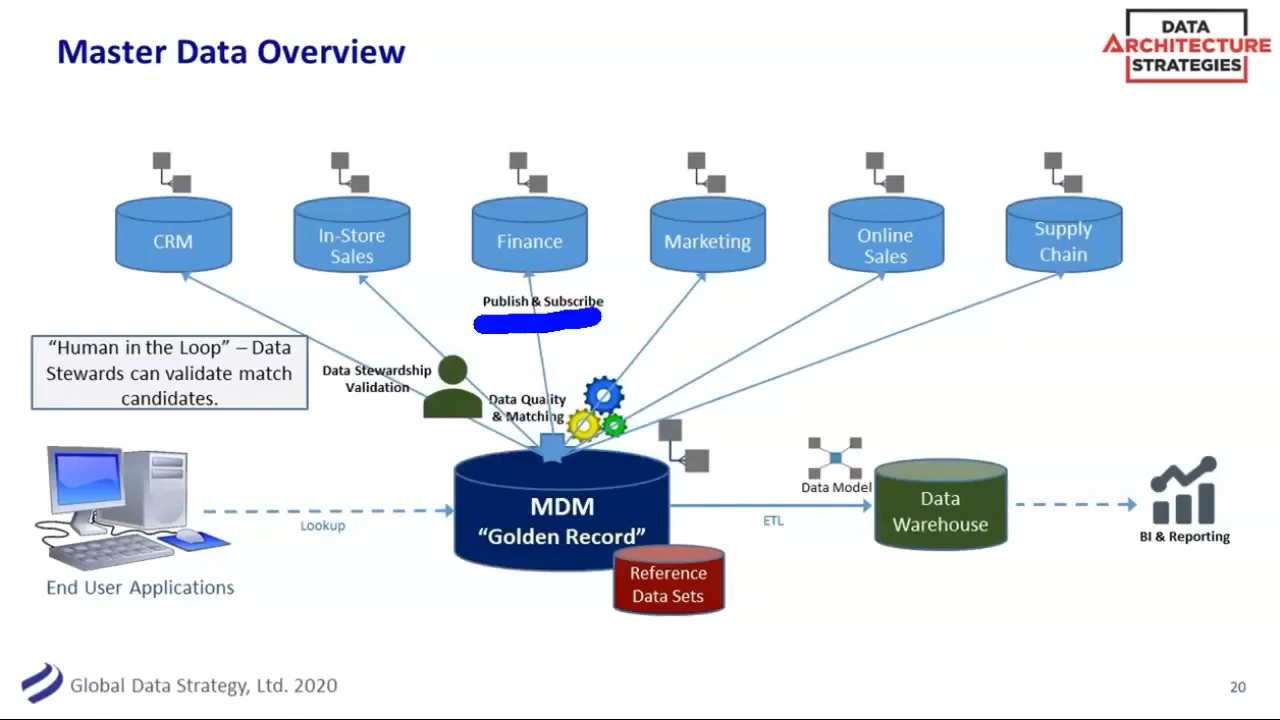 Master Data Overview
DATA
ARCHITECTURE
STRATEGIES
CRM
In-Store
Sales
Finance
Marketing
Online
Sales
Supply
Chain
Publish & Subscribe
“Human in the Loop” – Data
Stewards can validate match
candidates.
Data Stewardship
Validation
Data Quality
& Matching
Lookup
End User Applications
MDM
“Golden Record”
Reference
Data Sets
ETL
Data Model
Data
Warehouse
BI & Reporting
Global Data Strategy, Ltd. 2020
20